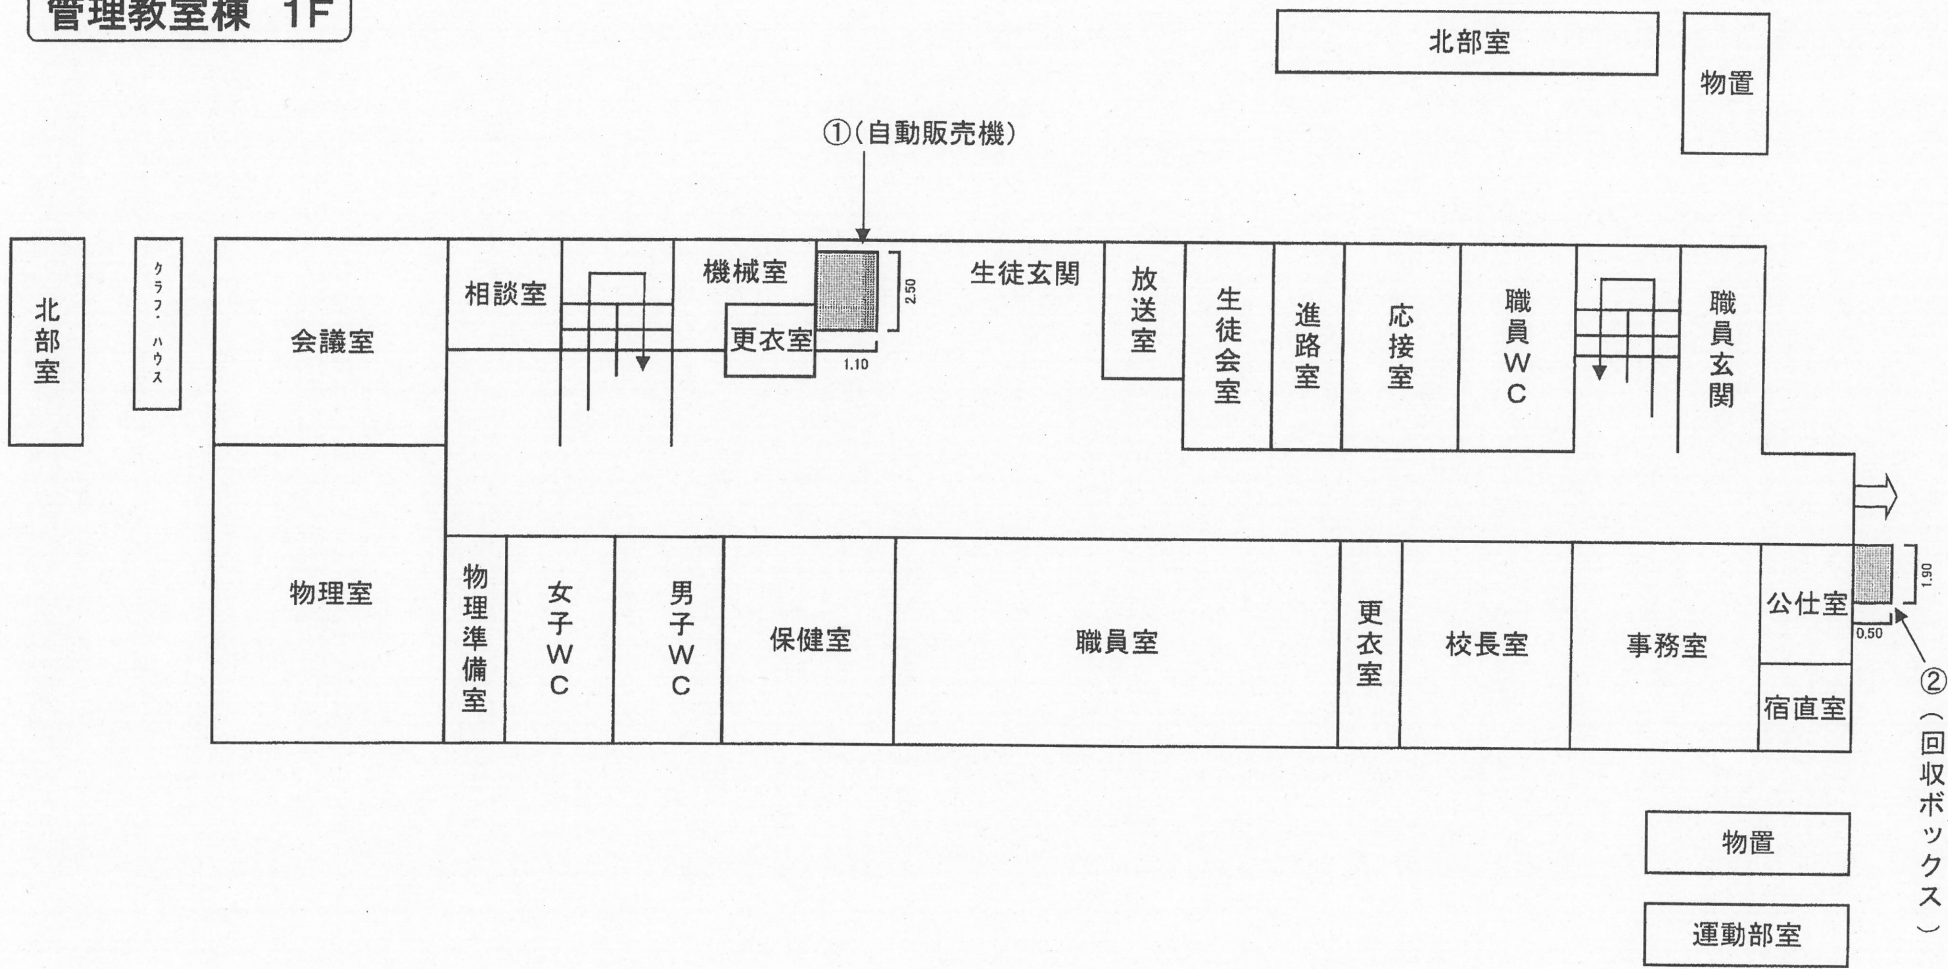 管理教室棟 1F
北部室
物置
①(自動販売機)
北部室
クラブ・ハウス
会議室
相談室
機械室
更衣室
2.50
1.10
生徒玄関
放送室
生徒会室
進路室
応接室
職員WC
職員玄関
物理室
物理準備室
女子WC
男子WC
保健室
職員室
更衣室
校長室
事務室
公仕室
宿直室
1.90
0.50
②(回収ボックス)
物置
運動部室